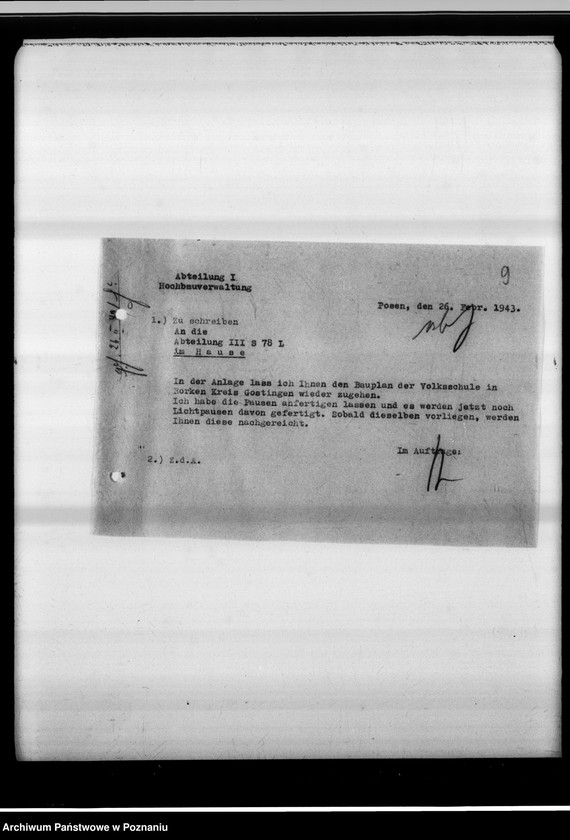 9
Abteilung I
Hochbauverwaltung
Posen, den 26. Febr. 1943.
1.) Zu schreiben
An die
Abteilung III S 78 L
im Hause
In der Anlage lass ich Ihnen den Bauplan der Volksschule in
Borken Kreis Gostingen wieder zugehen.
Ich habe die Pausen anfertigen lassen und es werden jetzt noch
Lichtpausen davon gefertigt. Sobald dieselben vorliegen, werden
Ihnen diese nachgereicht.
Im Auftrage:
2.) Z.d.A.
Archiwum Państwowe w Poznaniu